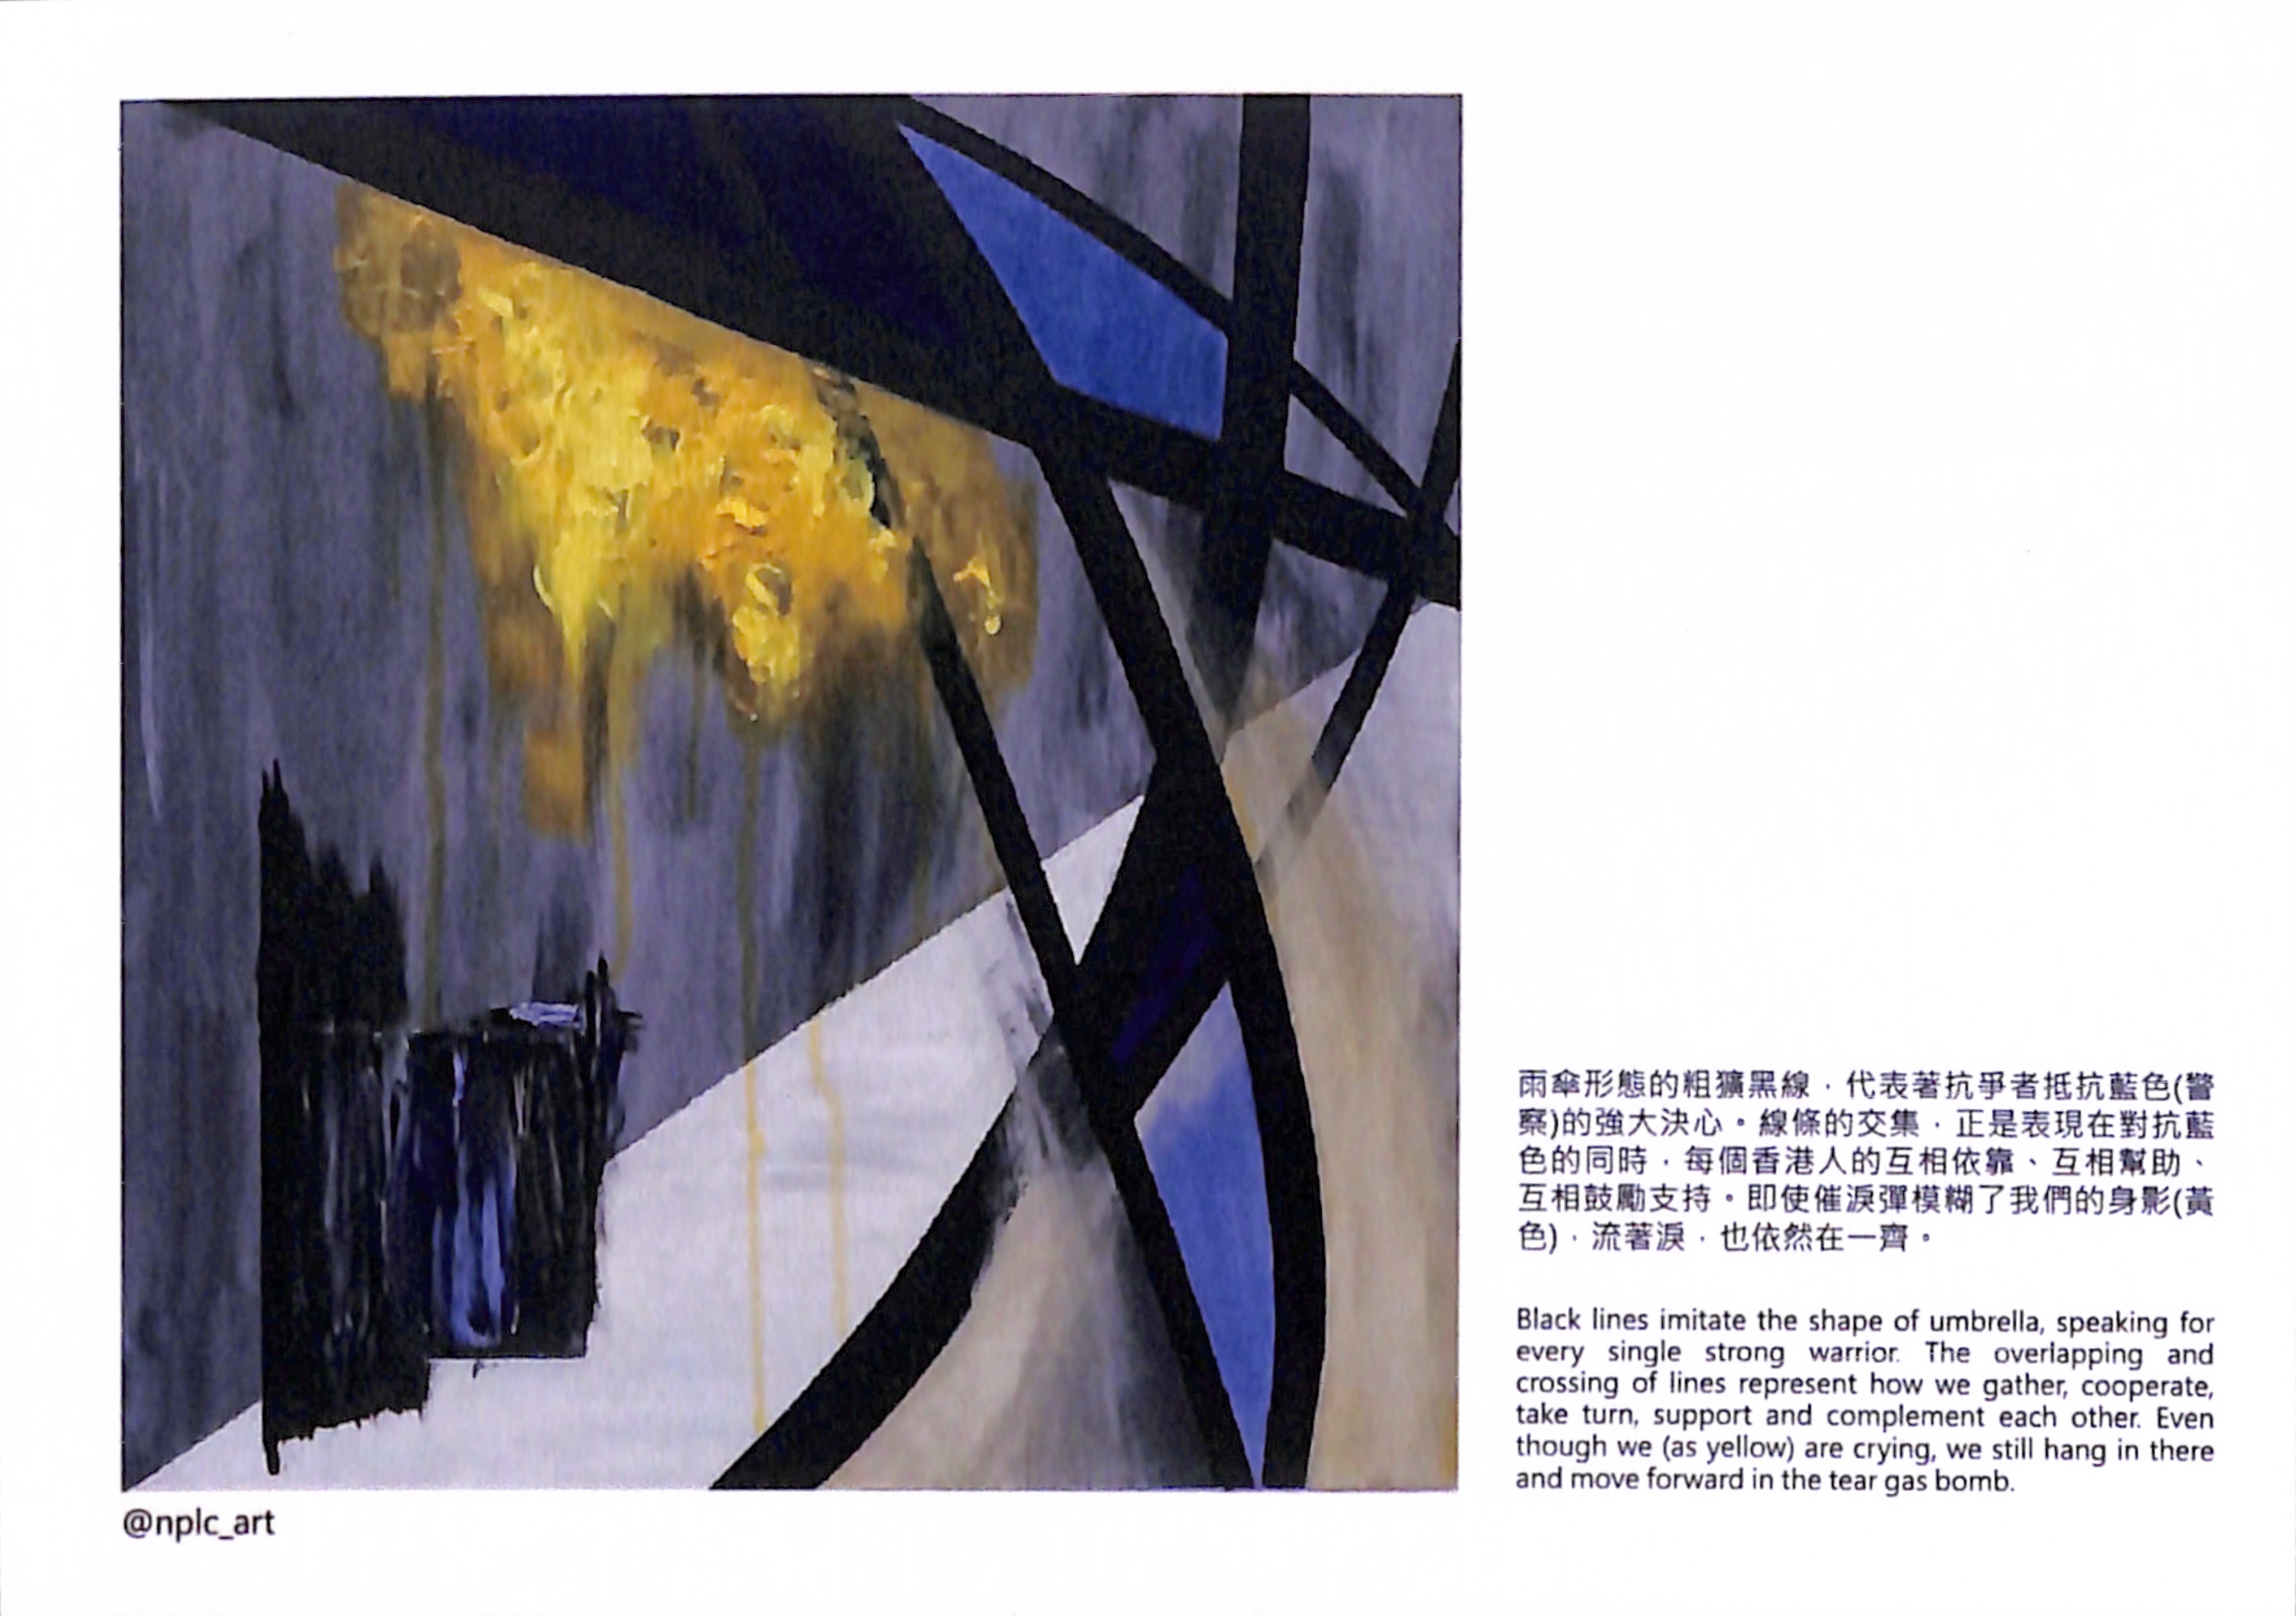 雨傘形態的粗獷黑線，代表著抗爭者抵抗藍色(警
察)的強大決心。線條的交集，正是表現在對抗藍
色的同時，每個香港人的互相依靠、互相幫助、
互相鼓勵支持。即使催淚彈模糊了我們的身影(黃
色)，流著淚，也依然在一齊。
Black lines imitate the shape of umbrella, speaking for
every single strong warrior. The overlapping and
crossing of lines represent how we gather, cooperate,
take turn, support and complement each other. Even
though we (as yellow) are crying, we still hang in there
and move forward in the tear gas bomb.
@nplc_art